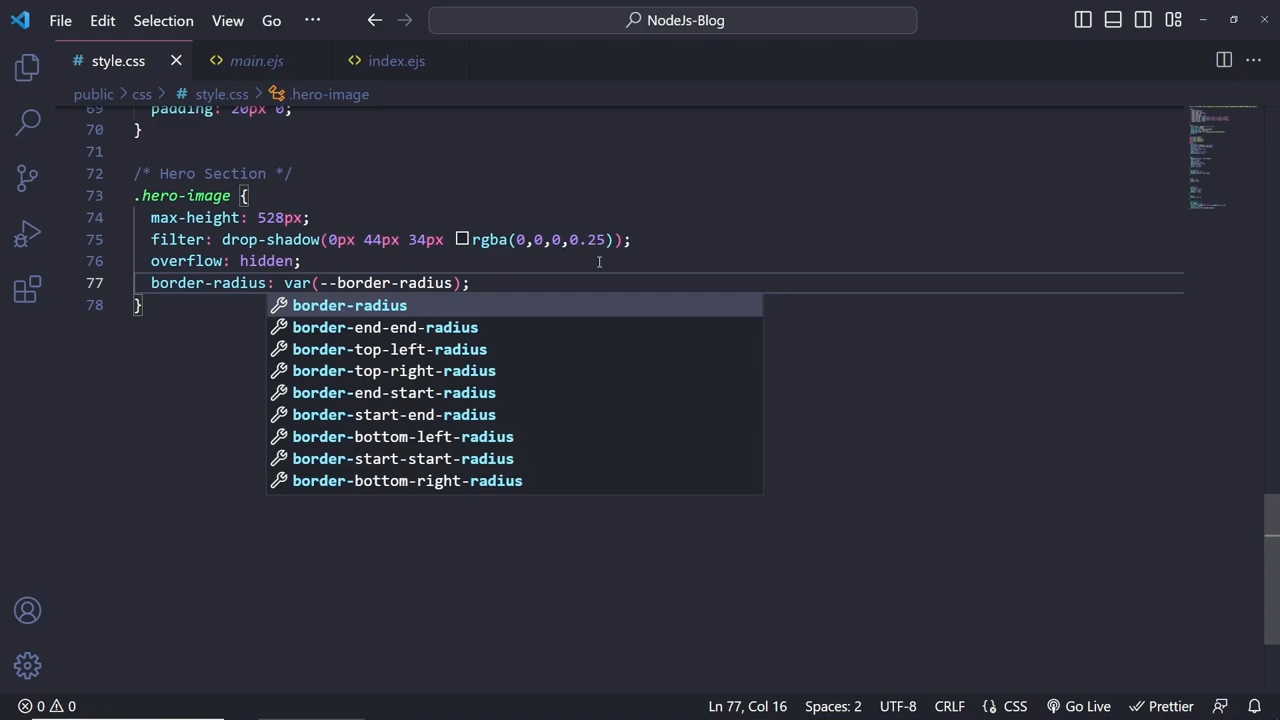 File Edit Selection View Go ··· NodeJs-Blog
# style.css <> main.ejs <> index.ejs
public > css > # style.css > .hero-image
69 padding: 20px 0;
70 }
71
72 /* Hero Section */
73 .hero-image {
74 max-height: 528px;
75 filter: drop-shadow(0px 44px 34px rgba(0,0,0,0.25));
76 overflow: hidden;
77 border-radius: var(--border-radius);
78 }
border-radius
border-end-end-radius
border-top-left-radius
border-top-right-radius
border-end-start-radius
border-start-end-radius
border-bottom-left-radius
border-start-start-radius
border-bottom-right-radius
0 0 Ln 77, Col 16 Spaces: 2 UTF-8 CRLF {} CSS Go Live Prettier